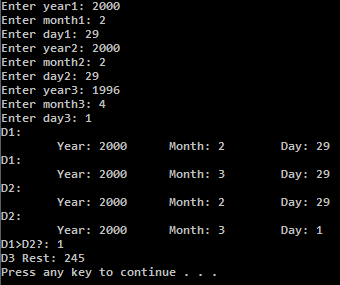 Enter year1: 2000
Enter month1: 2
Enter day1: 29
Enter year2: 2000
Enter month2: 2
Enter day2: 29
Enter year3: 1996
Enter month3: 4
Enter day3: 1
D1:
Year: 2000 Month: 2 Day: 29
D1:
Year: 2000 Month: 3 Day: 29
D2:
Year: 2000 Month: 2 Day: 29
D2:
Year: 2000 Month: 3 Day: 1
D1>D2?: 1
D3 Rest: 245
Press any key to continue . . .